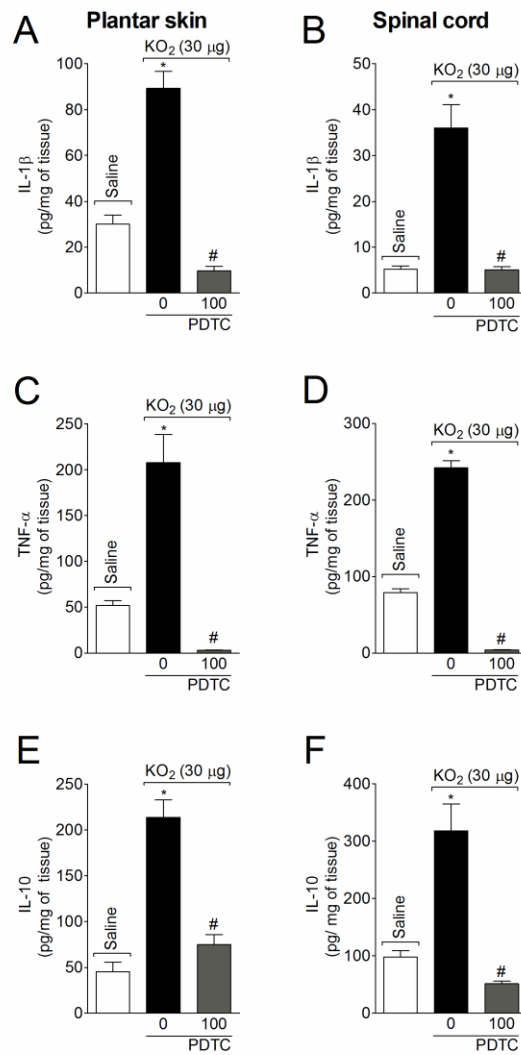 Plantar skin
Spinal cord
A
KO2 (30 µg)
IL-1β
(pg/mg of tissue)
100
80
60
40
20
0
Saline
*
#
0 100
PDTC
B
KO2 (30 µg)
IL-1β
(pg/mg of tissue)
50
40
30
20
10
0
Saline
*
#
0 100
PDTC
C
KO2 (30 µg)
TNF-α
(pg/mg of tissue)
250
200
150
100
50
0
Saline
*
#
0 100
PDTC
D
KO2 (30 µg)
TNF-α
(pg/mg of tissue)
300
200
100
0
Saline
*
#
0 100
PDTC
E
KO2 (30 µg)
IL-10
(pg/mg of tissue)
250
200
150
100
50
0
Saline
*
#
0 100
PDTC
F
KO2 (30 µg)
IL-10
(pg/ mg of tissue)
400
300
200
100
0
Saline
*
#
0 100
PDTC